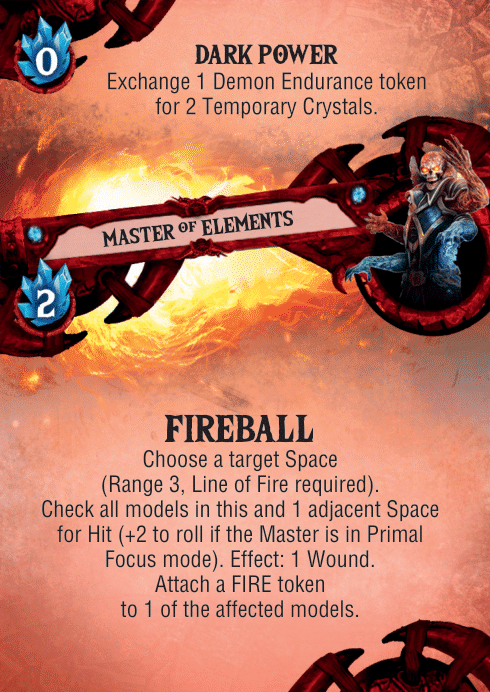 0
DARK POWER
Exchange 1 Demon Endurance token
for 2 Temporary Crystals.
MASTER OF ELEMENTS
2
FIREBALL
Choose a target Space
(Range 3, Line of Fire required).
Check all models in this and 1 adjacent Space
for Hit (+2 to roll if the Master is in Primal
Focus mode). Effect: 1 Wound.
Attach a FIRE token
to 1 of the affected models.